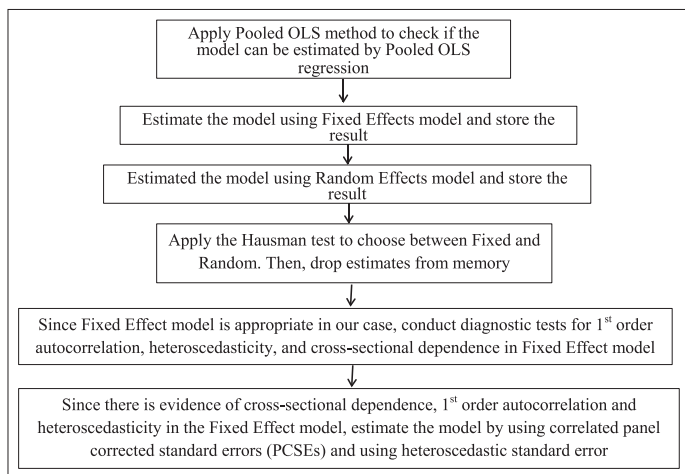 Apply Pooled OLS method to check if the
model can be estimated by Pooled OLS
regression
Estimate the model using Fixed Effects model and store the
result
Estimated the model using Random Effects model and store the
result
Apply the Hausman test to choose between Fixed and
Random. Then, drop estimates from memory
Since Fixed Effect model is appropriate in our case, conduct diagnostic tests for 1st order
autocorrelation, heteroscedasticity, and cross-sectional dependence in Fixed Effect model
Since there is evidence of cross-sectional dependence, 1st order autocorrelation and
heteroscedasticity in the Fixed Effect model, estimate the model by using correlated panel
corrected standard errors (PCSEs) and using heteroscedastic standard error